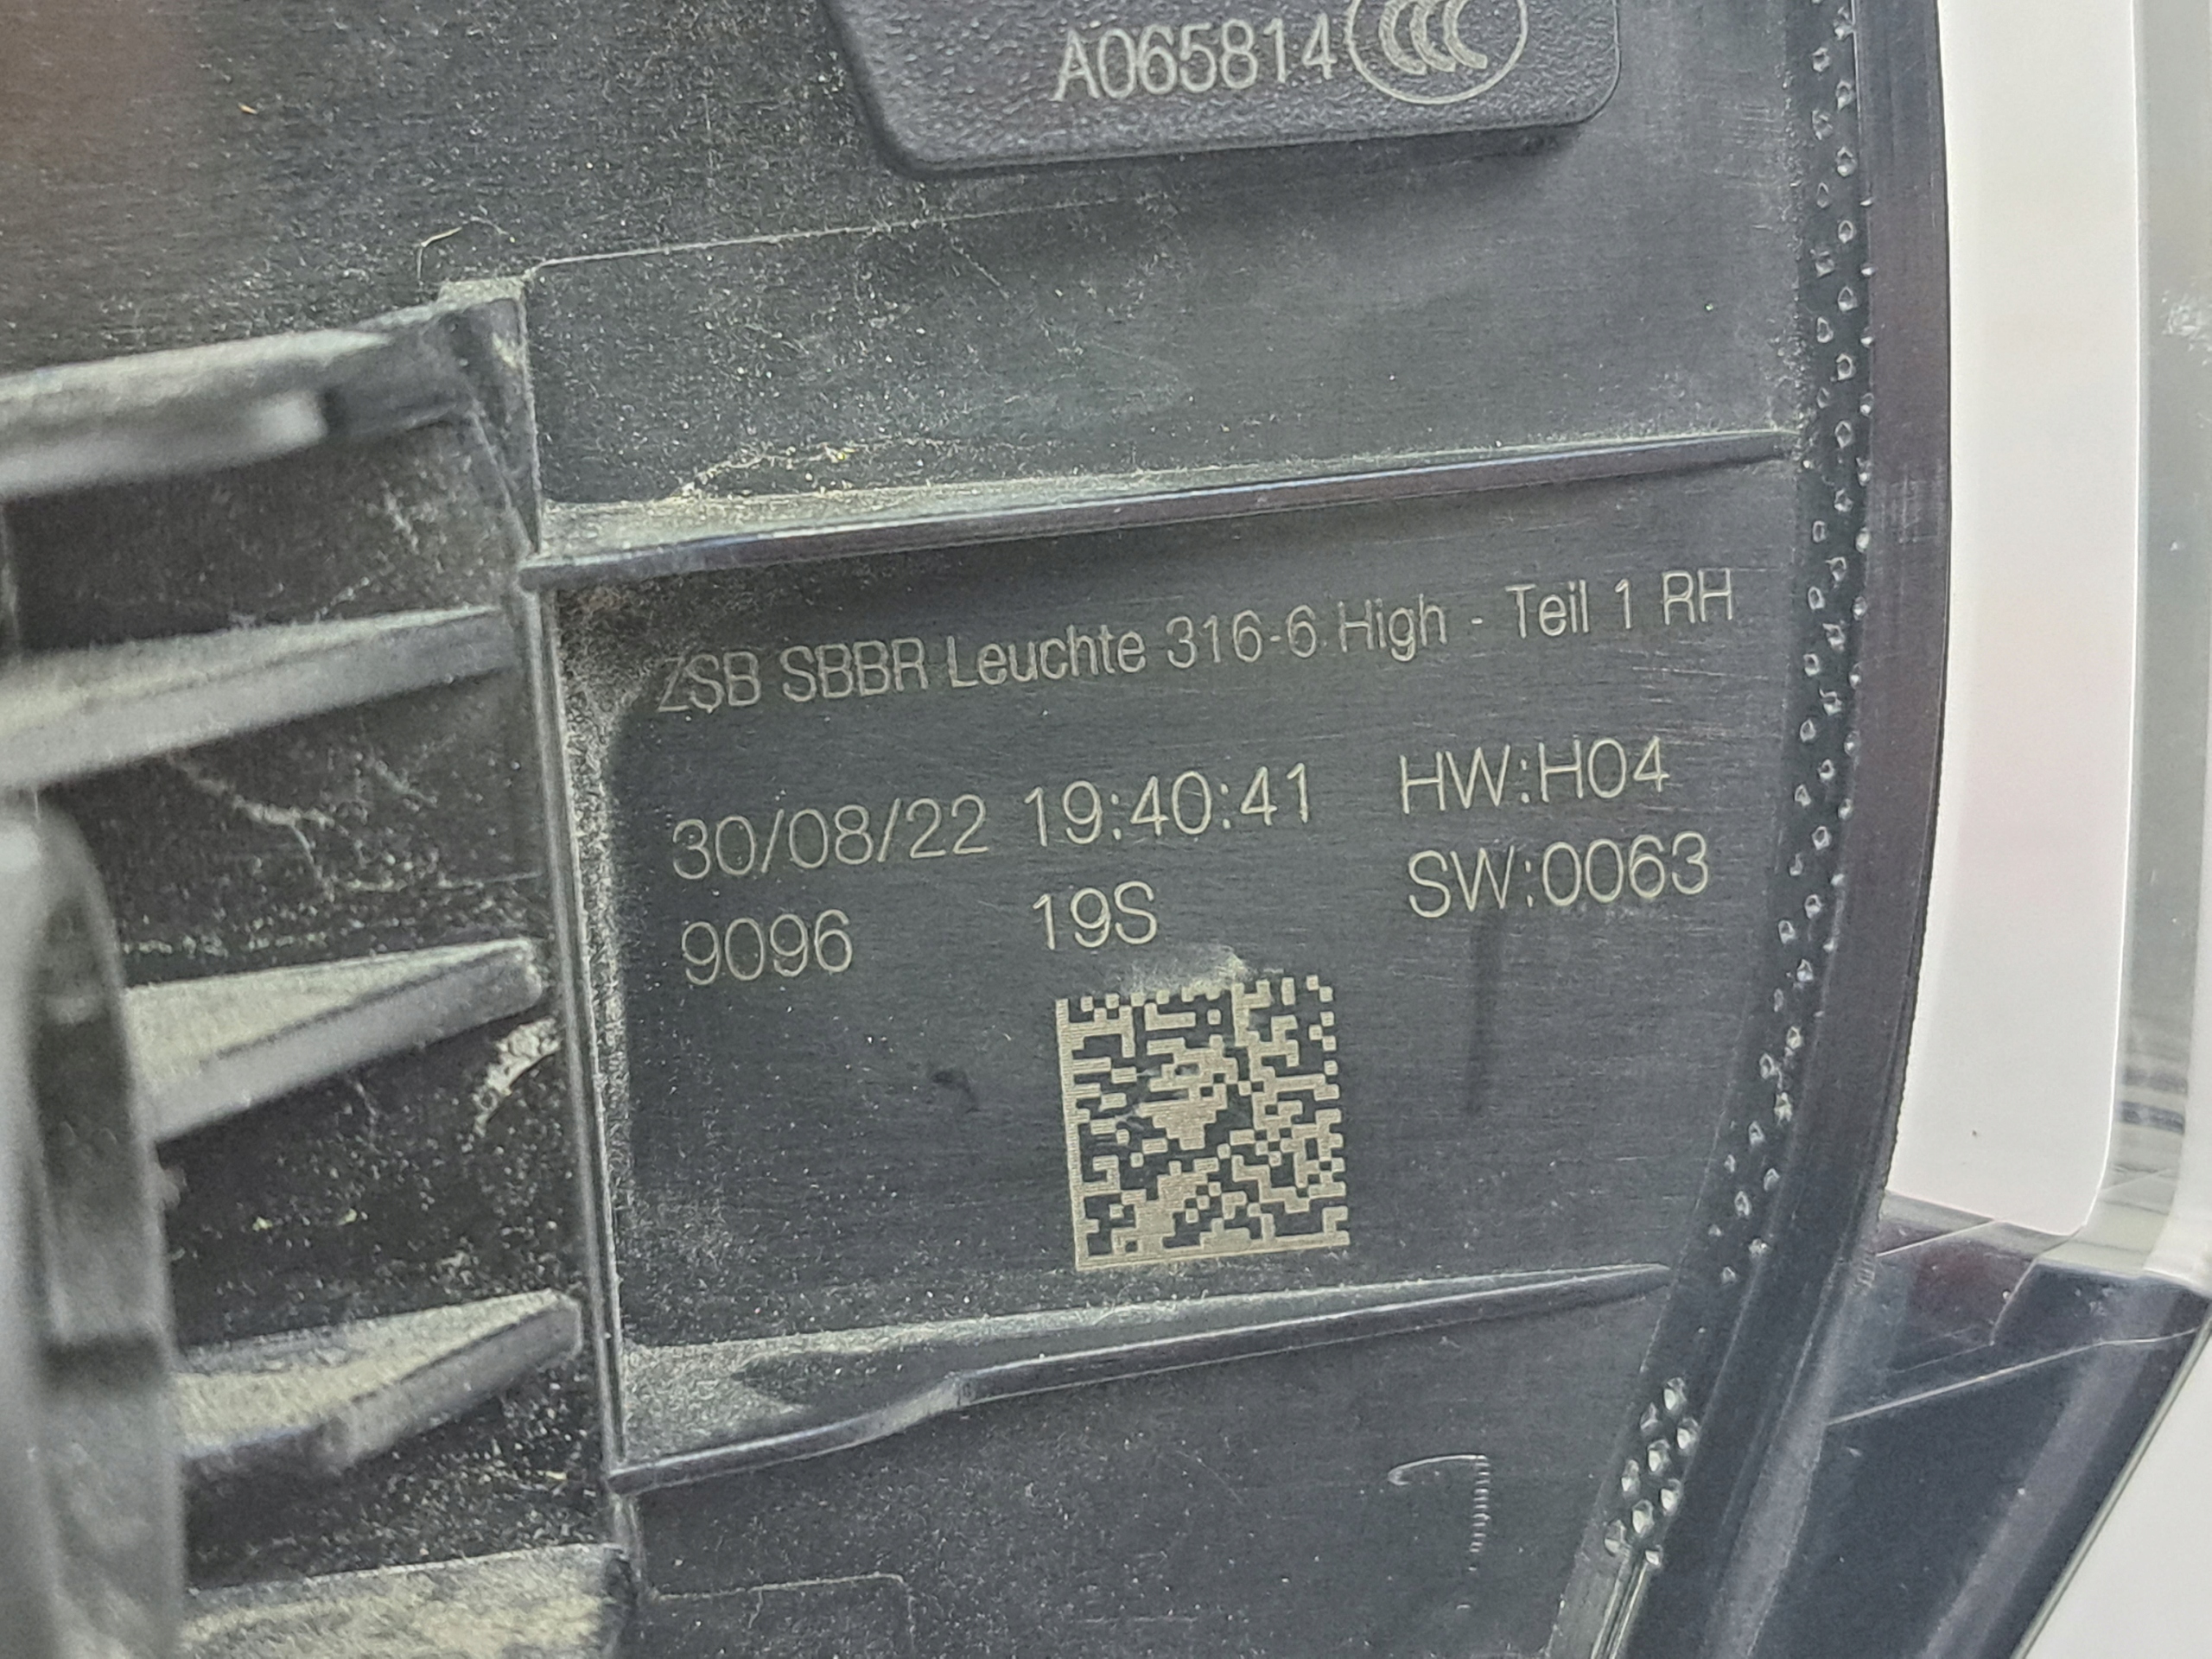 A065814
ZSB SBBR Leuchte 316-6 High - Teil 1 RH
30/08/22 19:40:41 HW:H04
9096 19S SW:0063